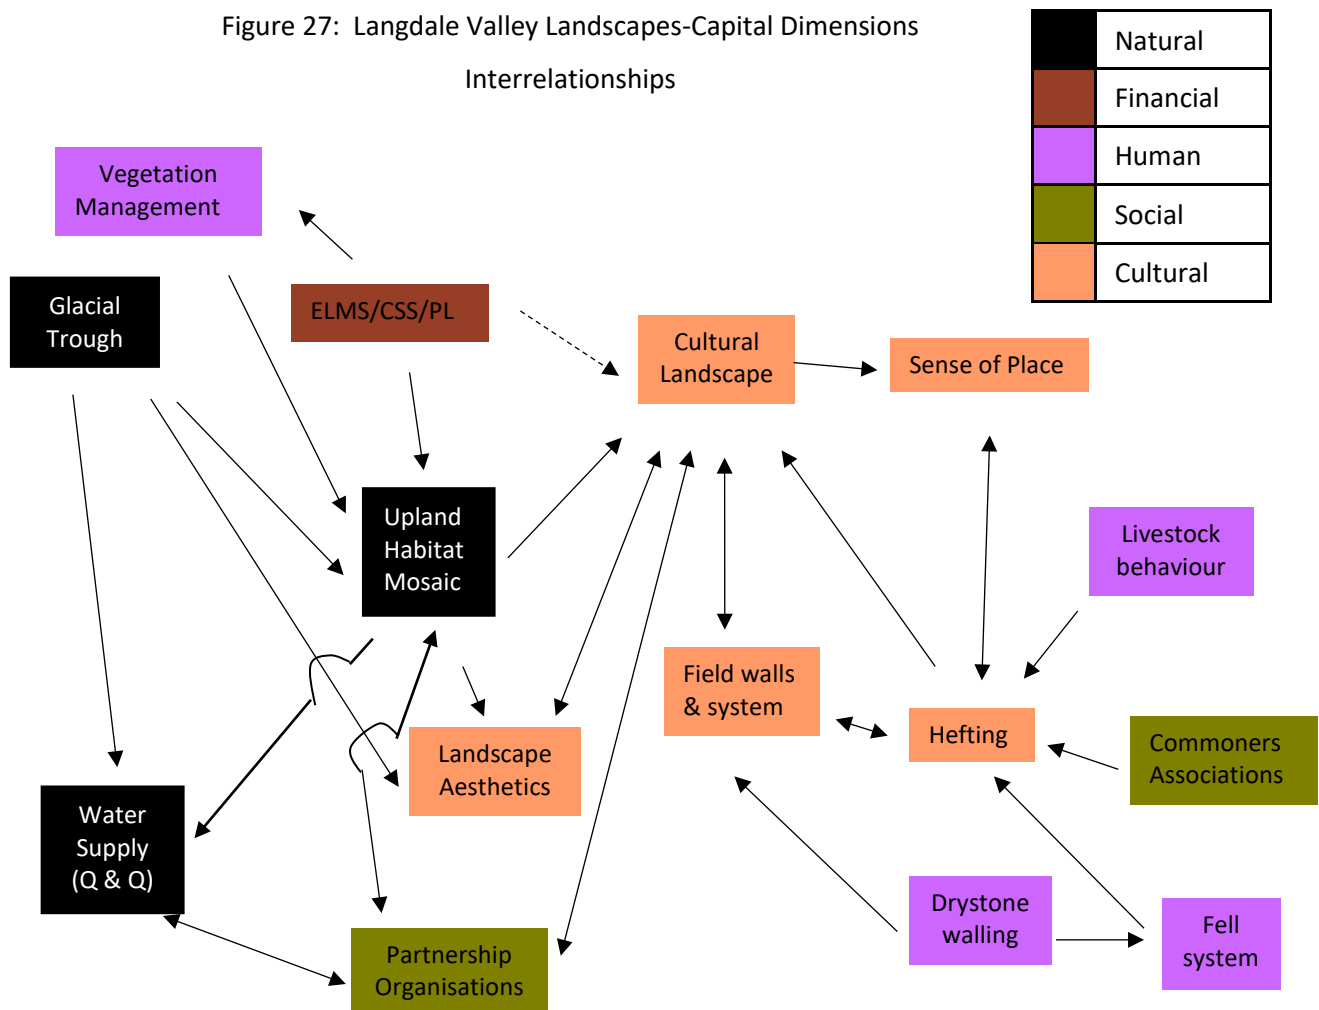 Figure 27:  Langdale Valley Landscapes-Capital Dimensions
Interrelationships
Natural
Financial
Human
Social
Cultural
Vegetation
Management
Glacial
Trough
ELMS/CSS/PL
Cultural
Landscape
Sense of Place
Upland
Habitat
Mosaic
Livestock
behaviour
Field walls
& system
Hefting
Commoners
Associations
Landscape
Aesthetics
Water
Supply
(Q & Q)
Drystone
walling
Fell
system
Partnership
Organisations